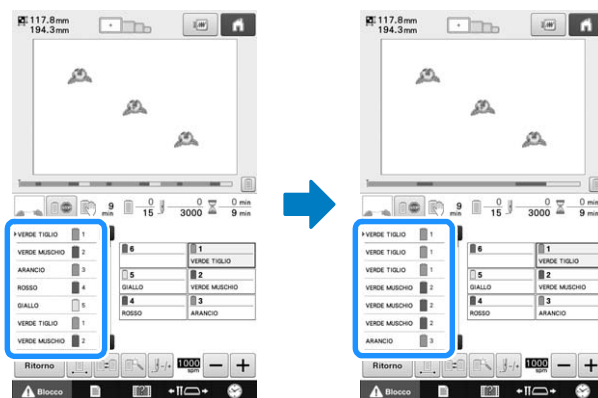 117.8mm
194.3mm
9 min
0
15
0
3000
0 min
9 min
VERDE TIGLIO 1
VERDE MUSCHIO 2
ARANCIO 3
ROSSO 4
GIALLO 5
VERDE TIGLIO 1
VERDE MUSCHIO 2
6
1
VERDE TIGLIO
5
GIALLO
2
VERDE MUSCHIO
4
ROSSO
3
ARANCIO
Ritorno
1000
spm
Blocco
117.8mm
194.3mm
9 min
0
15
0
3000
0 min
9 min
VERDE TIGLIO 1
VERDE TIGLIO 1
VERDE TIGLIO 1
VERDE MUSCHIO 2
VERDE MUSCHIO 2
VERDE MUSCHIO 2
ARANCIO 3
6
1
VERDE TIGLIO
5
GIALLO
2
VERDE MUSCHIO
4
ROSSO
3
ARANCIO
Ritorno
1000
spm
Blocco